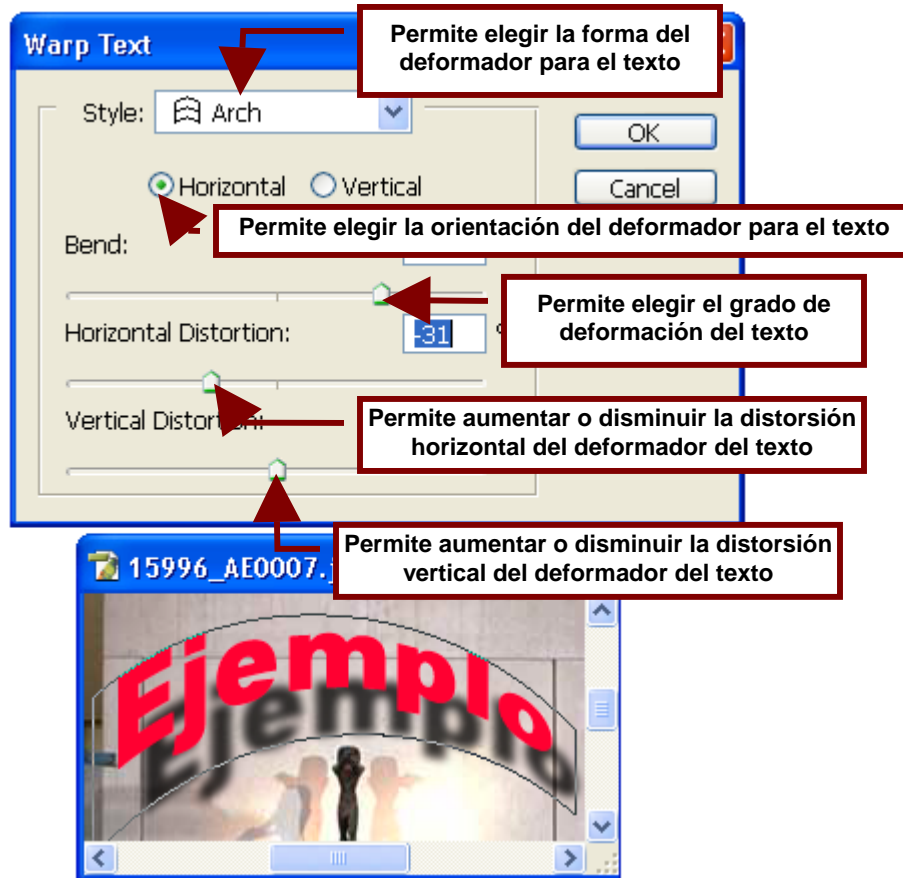 Warp Text
Permite elegir la forma del
deformador para el texto
Style: Arch
OK
Horizontal Vertical
Cancel
Permite elegir la orientación del deformador para el texto
Bend:
Permite elegir el grado de
deformación del texto
Horizontal Distortion: -31
Permite aumentar o disminuir la distorsión
horizontal del deformador del texto
Vertical Distortion:
Permite aumentar o disminuir la distorsión
vertical del deformador del texto
15996_AE0007.j
Ejemplo